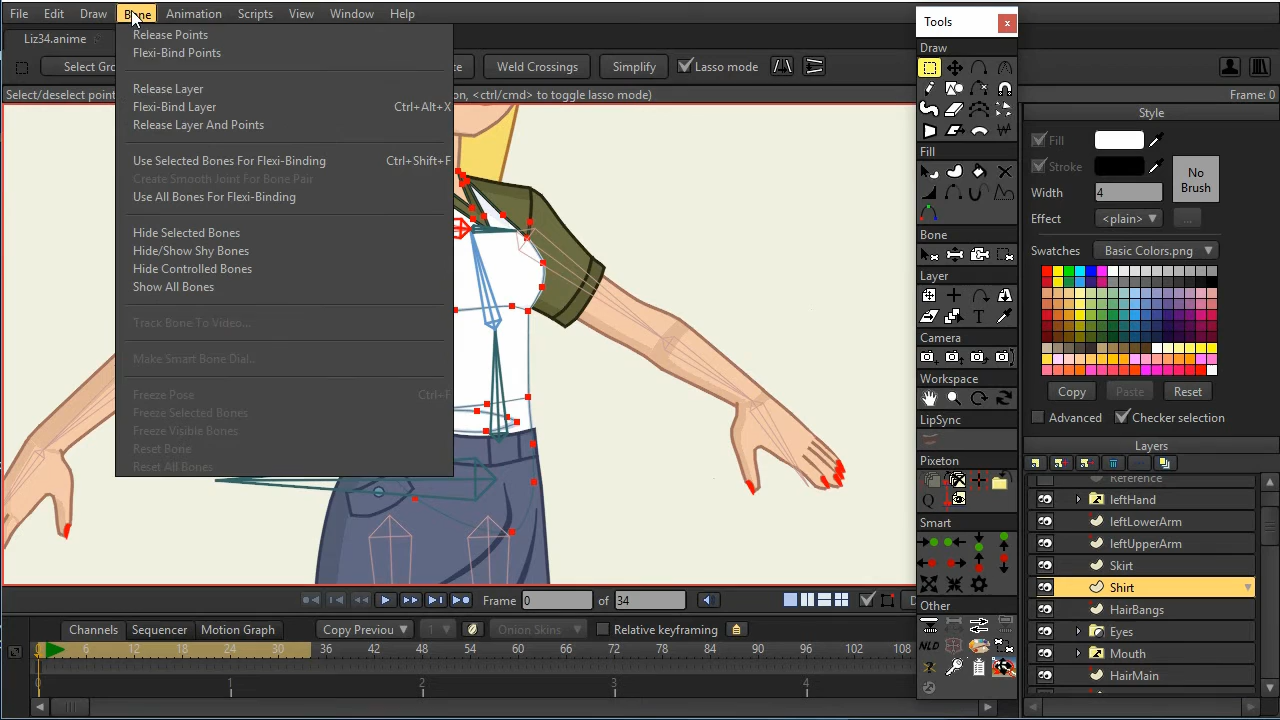 File Edit Draw Bone Animation Scripts View Window Help
Liz34.anime
Select Gro
Weld Crossings Simplify Lasso mode
Select/deselect point
on, <ctrl/cmd> to toggle lasso mode)
Frame: 0
Release Points
Flexi-Bind Points
Release Layer
Flexi-Bind Layer Ctrl+Alt+X
Release Layer And Points
Use Selected Bones For Flexi-Binding Ctrl+Shift+F
Create Smooth Joint For Bone Pair
Use All Bones For Flexi-Binding
Hide Selected Bones
Hide/Show Shy Bones
Hide Controlled Bones
Show All Bones
Track Bone To Video...
Make Smart Bone Dial...
Freeze Pose Ctrl+F
Freeze Selected Bones
Freeze Visible Bones
Reset Bone
Reset All Bones
Tools
Draw
Fill
Bone
Layer
Camera
Workspace
LipSync
Pixeton
Smart
Other
NLD
Style
Fill
Stroke
No Brush
Width 4
Effect <plain> ...
Swatches Basic Colors.png
Copy Paste Reset
Advanced Checker selection
Layers
Reference
leftHand
leftLowerArm
leftUpperArm
Skirt
Shirt
HairBangs
Eyes
Mouth
HairMain
Frame 0 of 34
Channels Sequencer Motion Graph Copy Previou 1 Onion Skins Relative keyframing
0 6 12 18 24 30 36 42 48 54 60 66 72 78 84 90 96 102 108
0 1 2 3 4